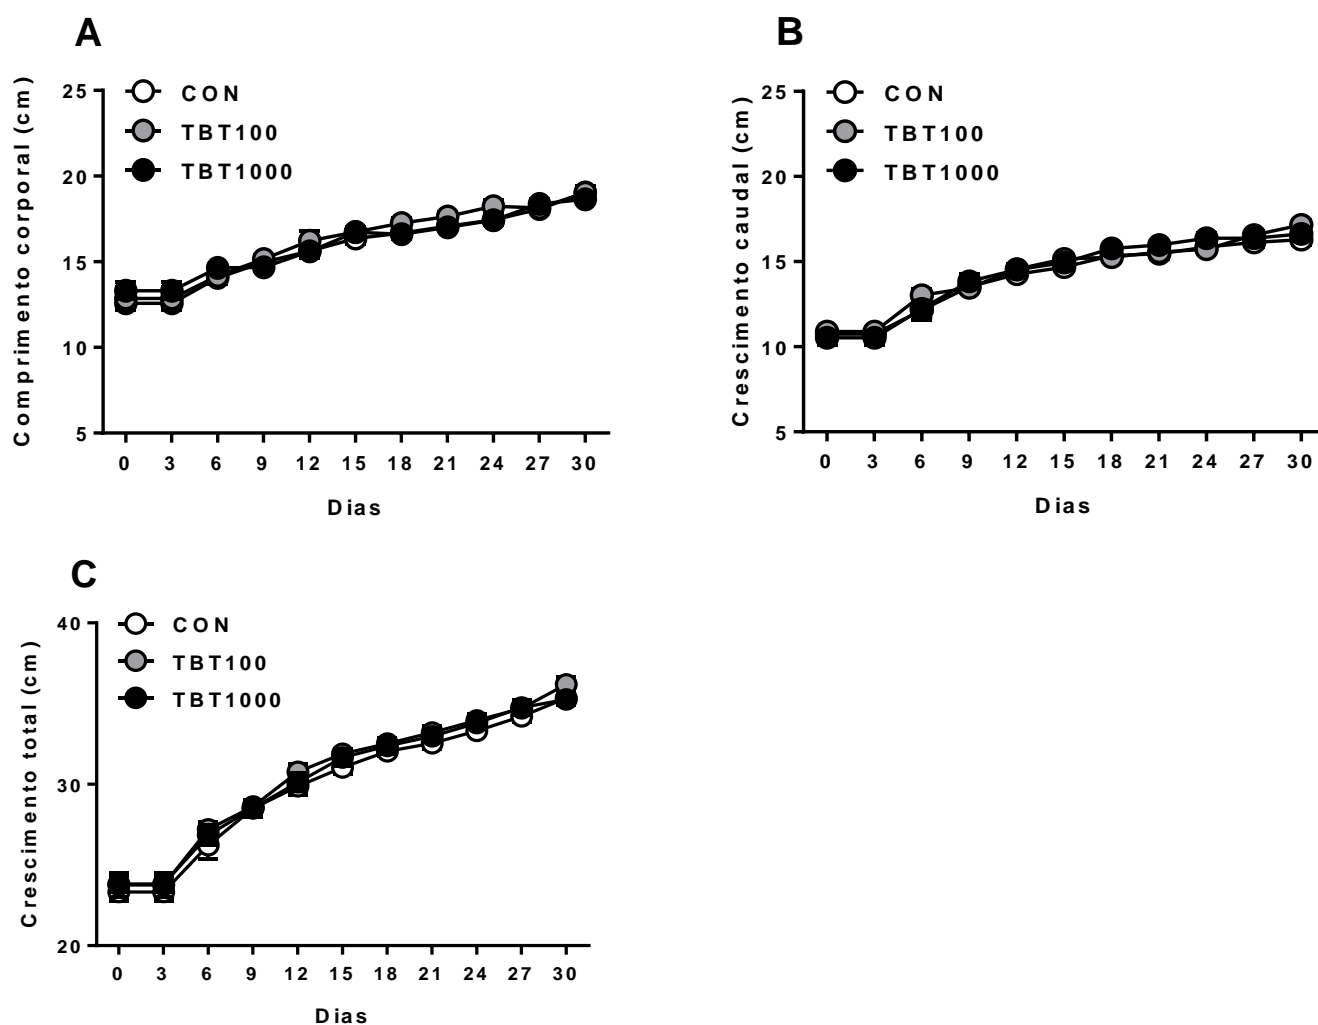 A
Comprimento corporal (cm)
25
20
15
10
5
CON
TBT100
TBT1000
0 3 6 9 12 15 18 21 24 27 30
Dias
B
Crescimento caudal (cm)
25
20
15
10
5
CON
TBT100
TBT1000
0 3 6 9 12 15 18 21 24 27 30
Dias
C
Crescimento total (cm)
40
30
20
CON
TBT100
TBT1000
0 3 6 9 12 15 18 21 24 27 30
Dias